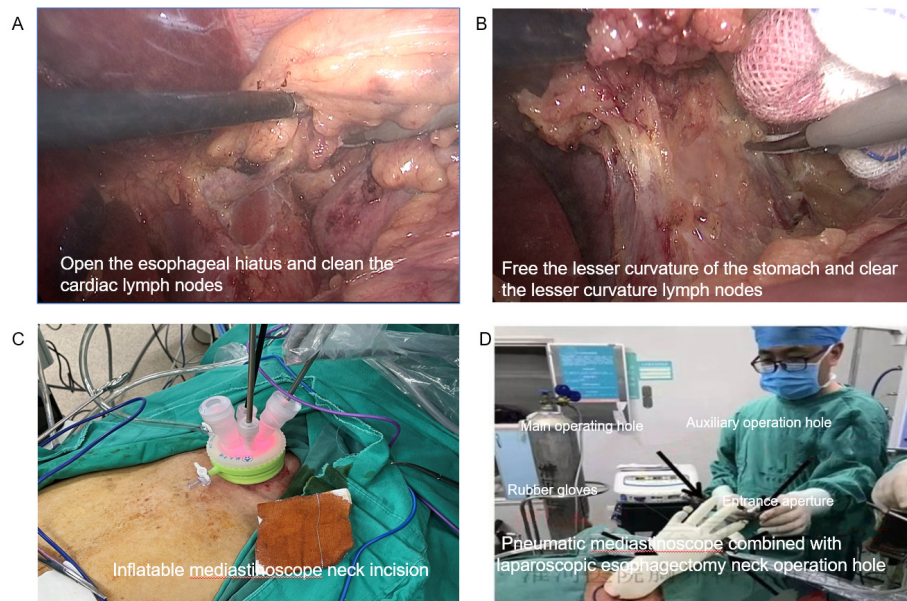 A
Open the esophageal hiatus and clean the
cardiac lymph nodes
B
Free the lesser curvature of the stomach and clear
the lesser curvature lymph nodes
C
Inflatable mediastinoscope neck incision
D
Main operating hole
Auxiliary operation hole
Rubber gloves
Entrance aperture
Pneumatic mediastinoscope combined with
laparoscopic esophagectomy neck operation hole